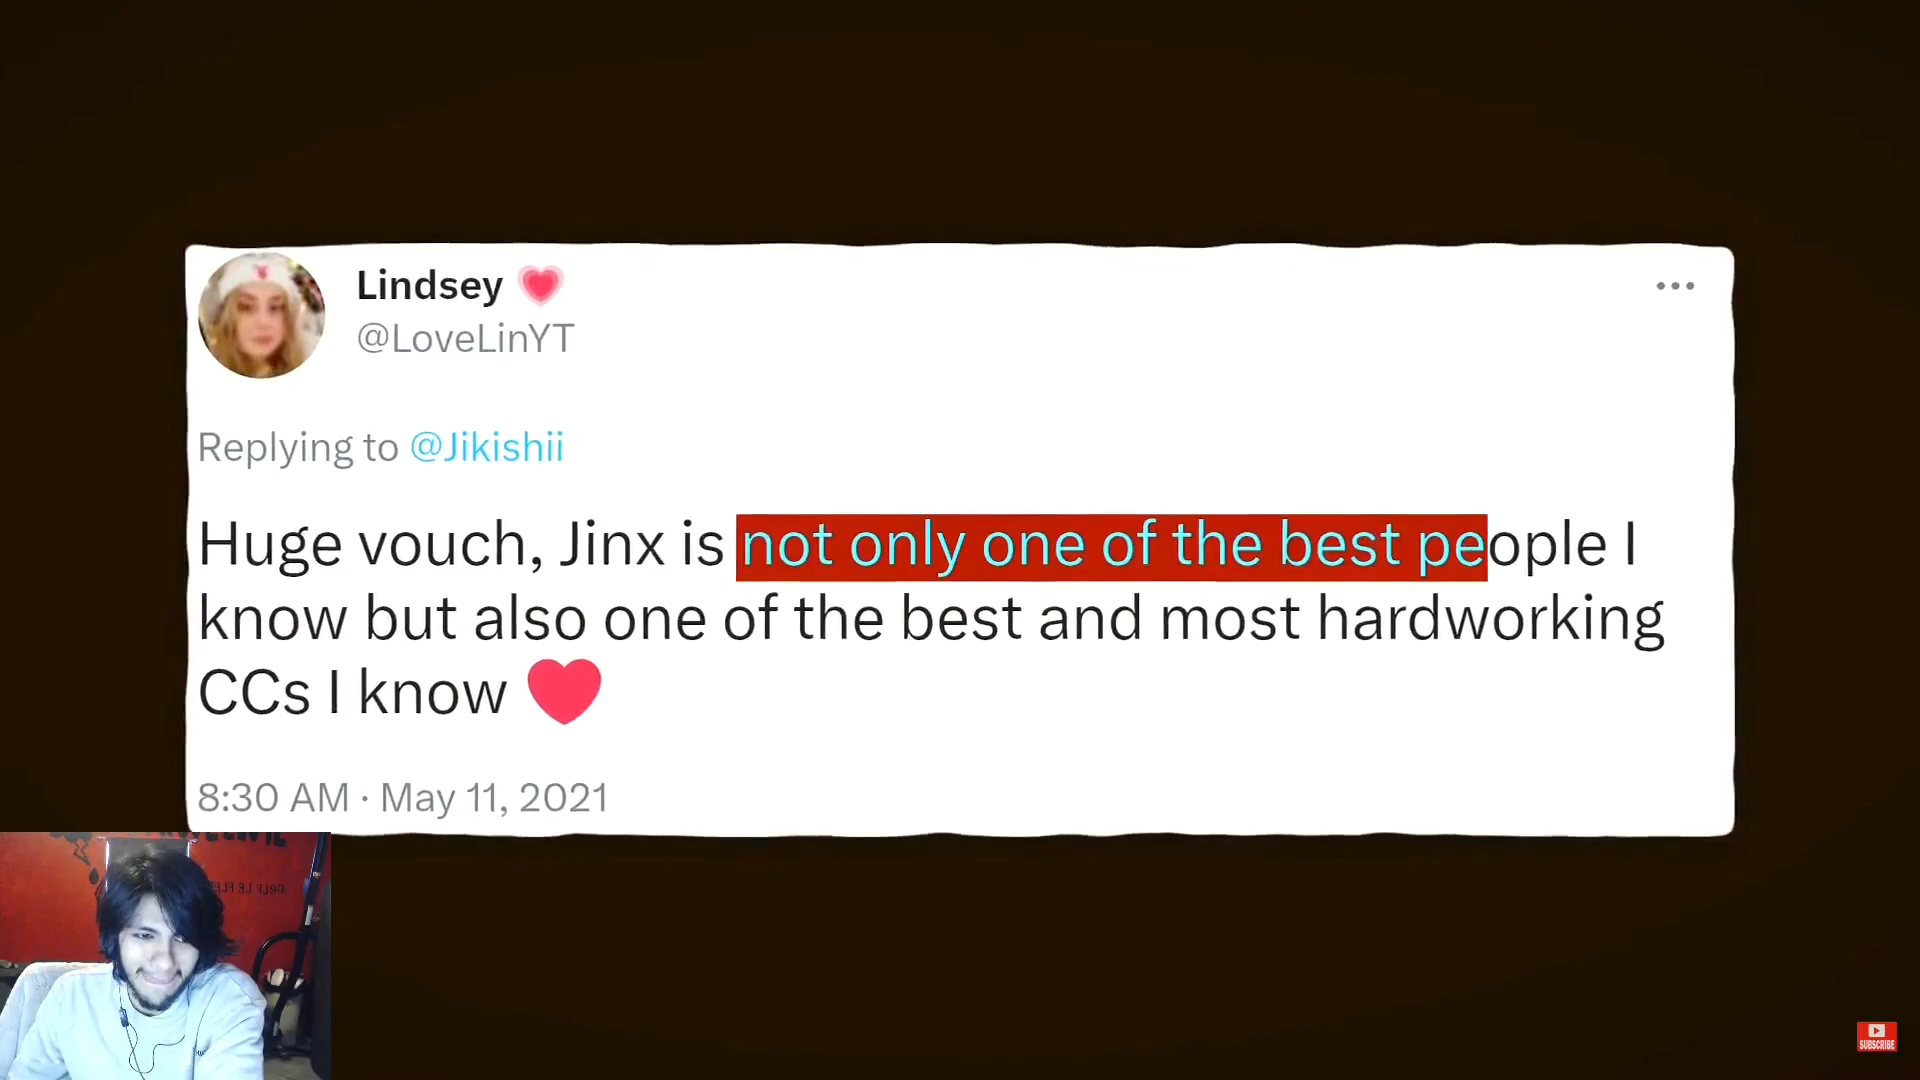 Lindsey
@LoveLinYT
Replying to @Jikishii
Huge vouch, Jinx is not only one of the best people I
know but also one of the best and most hardworking
CCs I know
8:30 AM · May 11, 2021
SUBSCRIBE